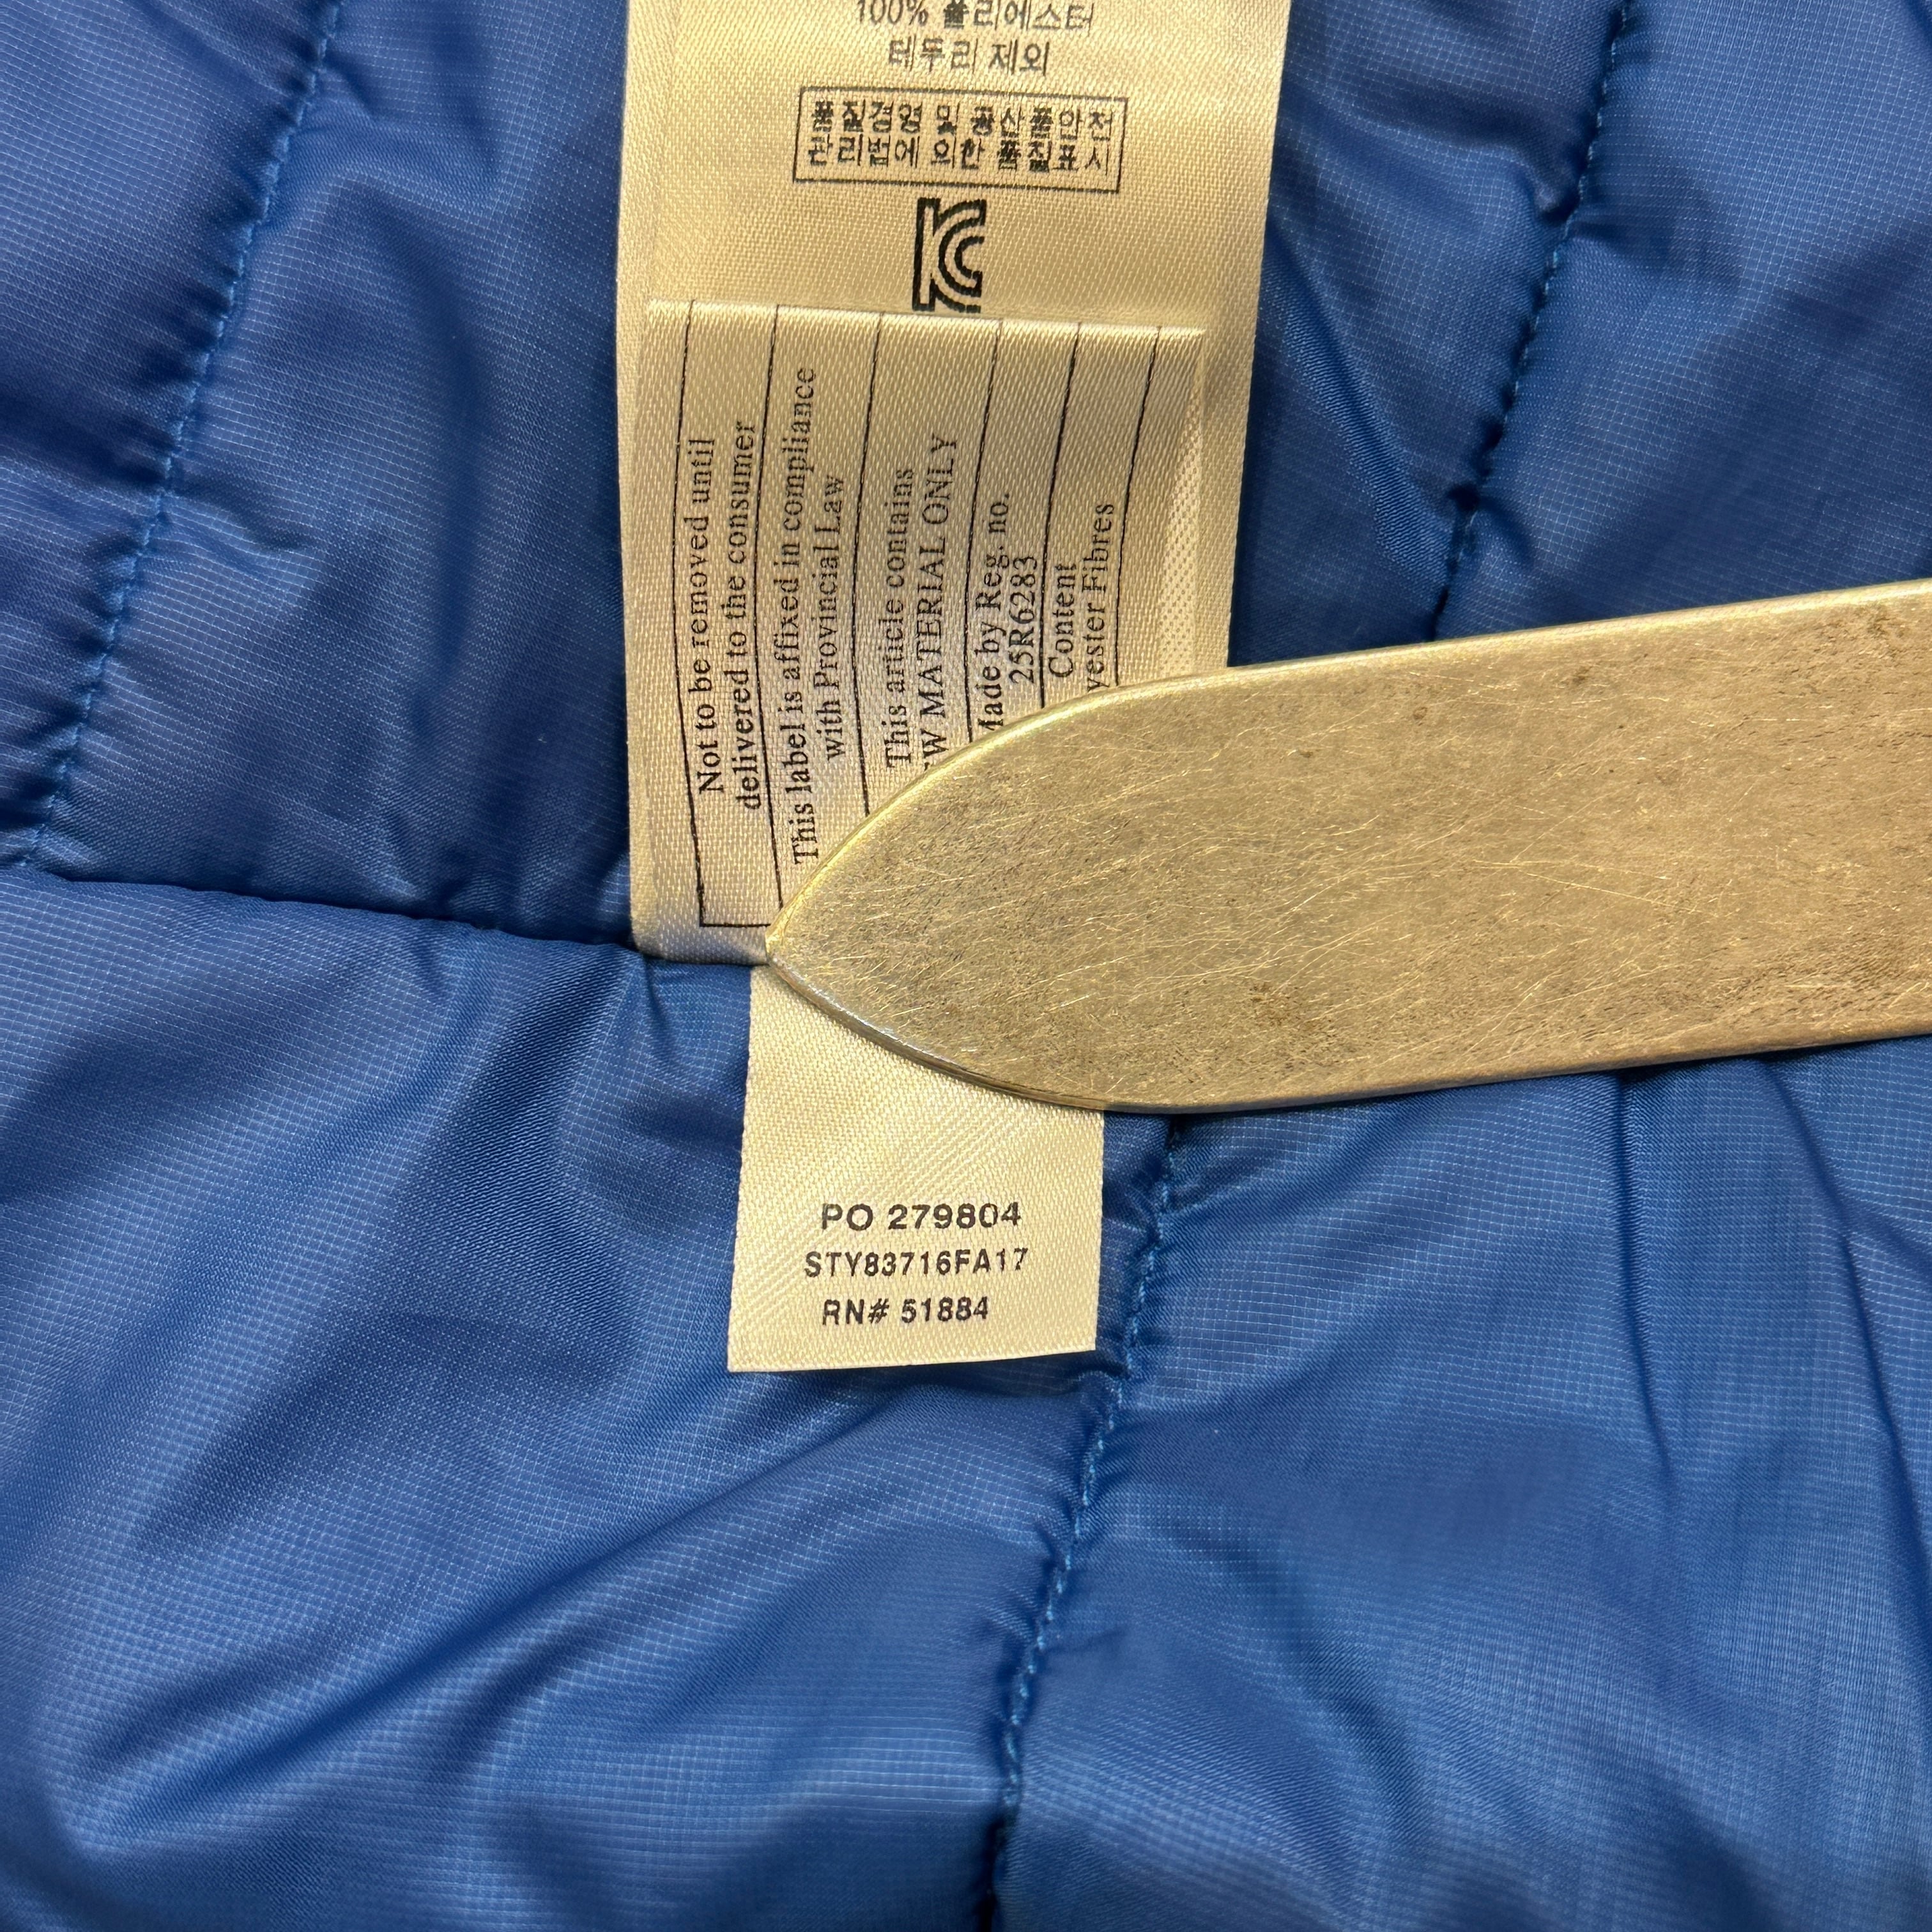 100% 폴리에스터
테두리 제외
품질경영 및 공산품안전
관리법에 의한 품질표시
KC
Not to be removed until
delivered to the consumer
This label is affixed in compliance
with Provincial Law
This article contains
MATERIAL ONLY
by Reg. no.
25R6283
Content
Fibres
PO 279804
STY83716FA17
RN# 51884